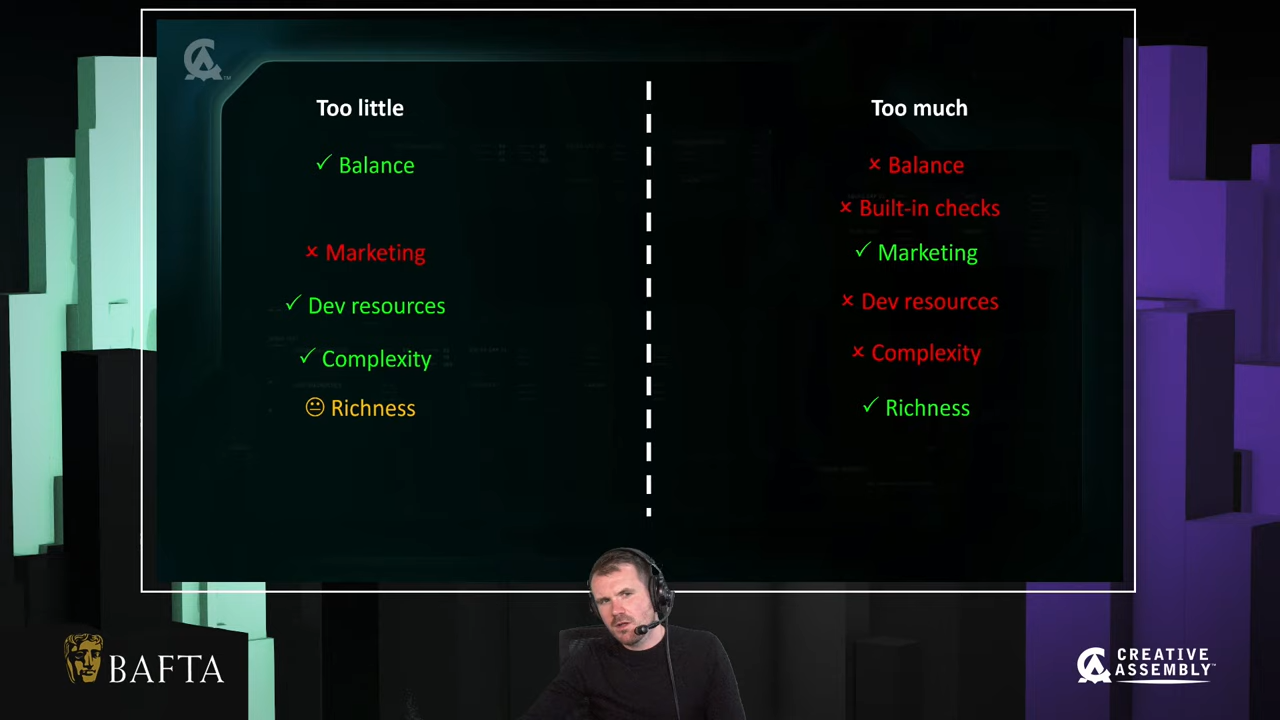 Too little
✓ Balance
× Marketing
✓ Dev resources
✓ Complexity
😐 Richness
Too much
× Balance
× Built-in checks
✓ Marketing
× Dev resources
× Complexity
✓ Richness
BAFTA
CREATIVE
ASSEMBLY™